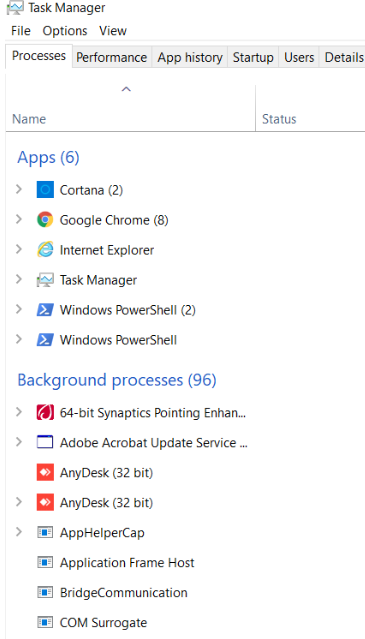 Task Manager
File Options View
Processes Performance App history Startup Users Details
Name Status
Apps (6)
Cortana (2)
Google Chrome (8)
Internet Explorer
Task Manager
Windows PowerShell (2)
Windows PowerShell
Background processes (96)
64-bit Synaptics Pointing Enhan...
Adobe Acrobat Update Service ...
AnyDesk (32 bit)
AnyDesk (32 bit)
AppHelperCap
Application Frame Host
BridgeCommunication
COM Surrogate